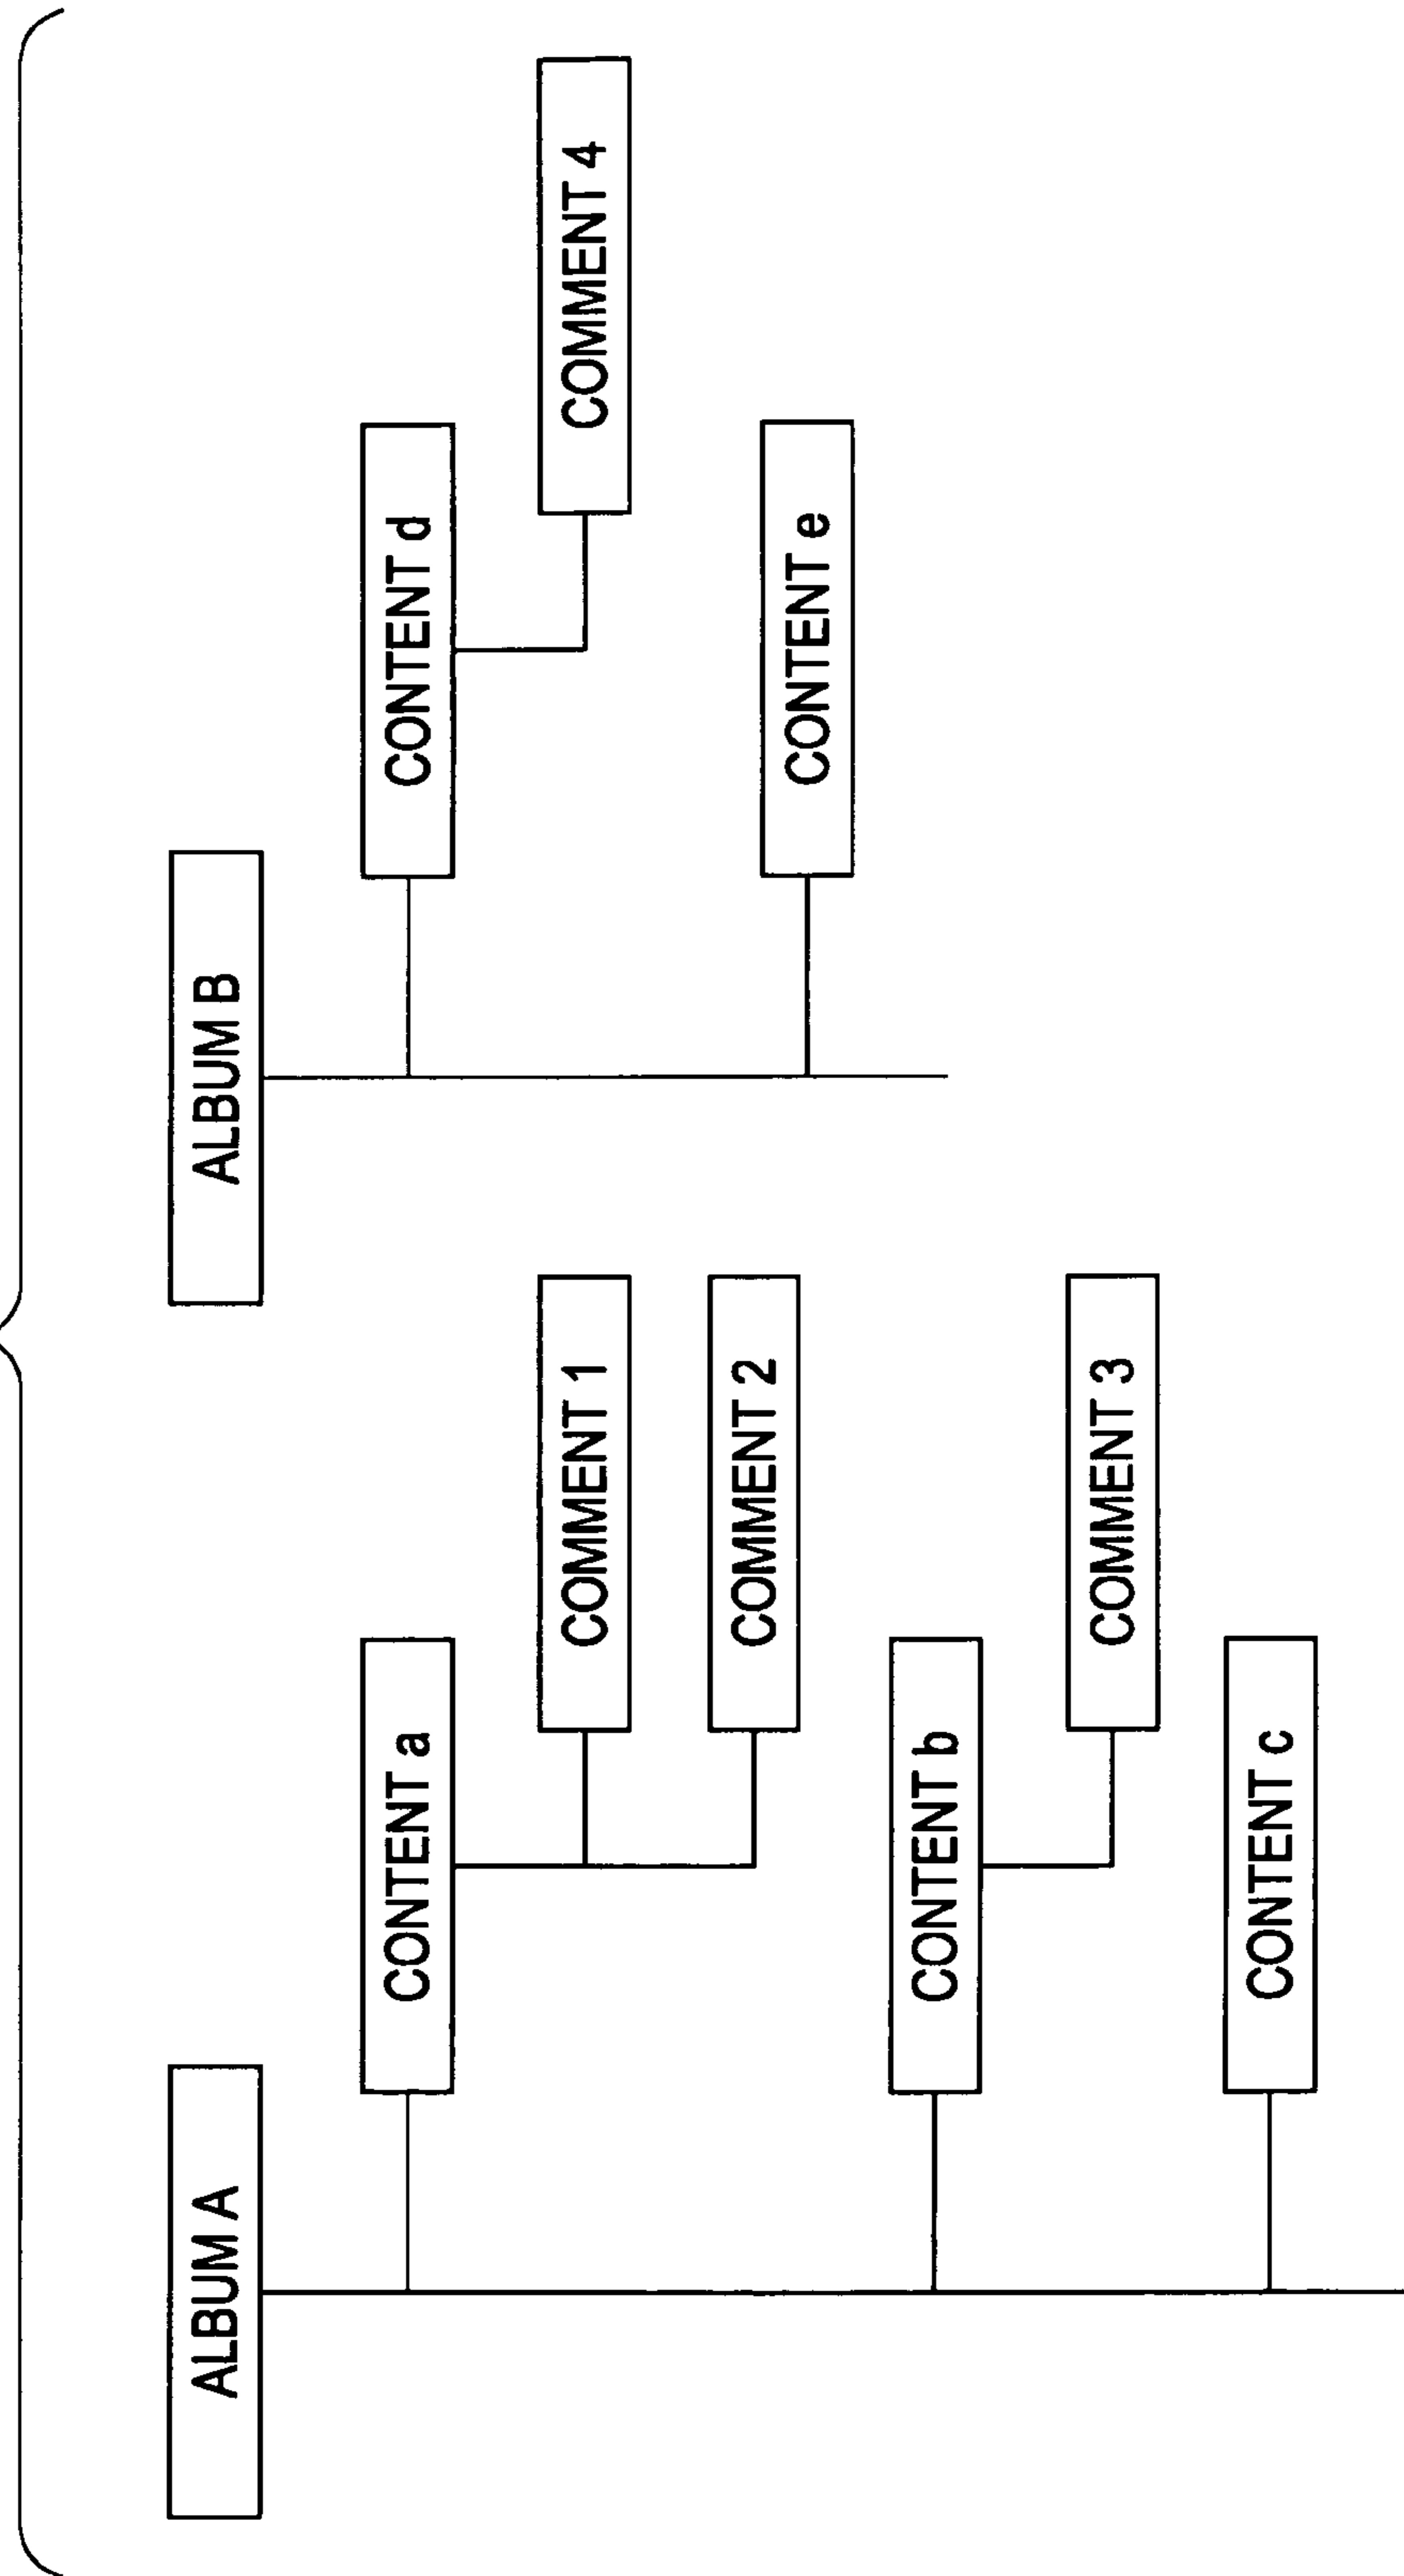 ALBUM A
CONTENT a
COMMENT 1
COMMENT 2
CONTENT b
COMMENT 3
CONTENT c
ALBUM B
CONTENT d
COMMENT 4
CONTENT e